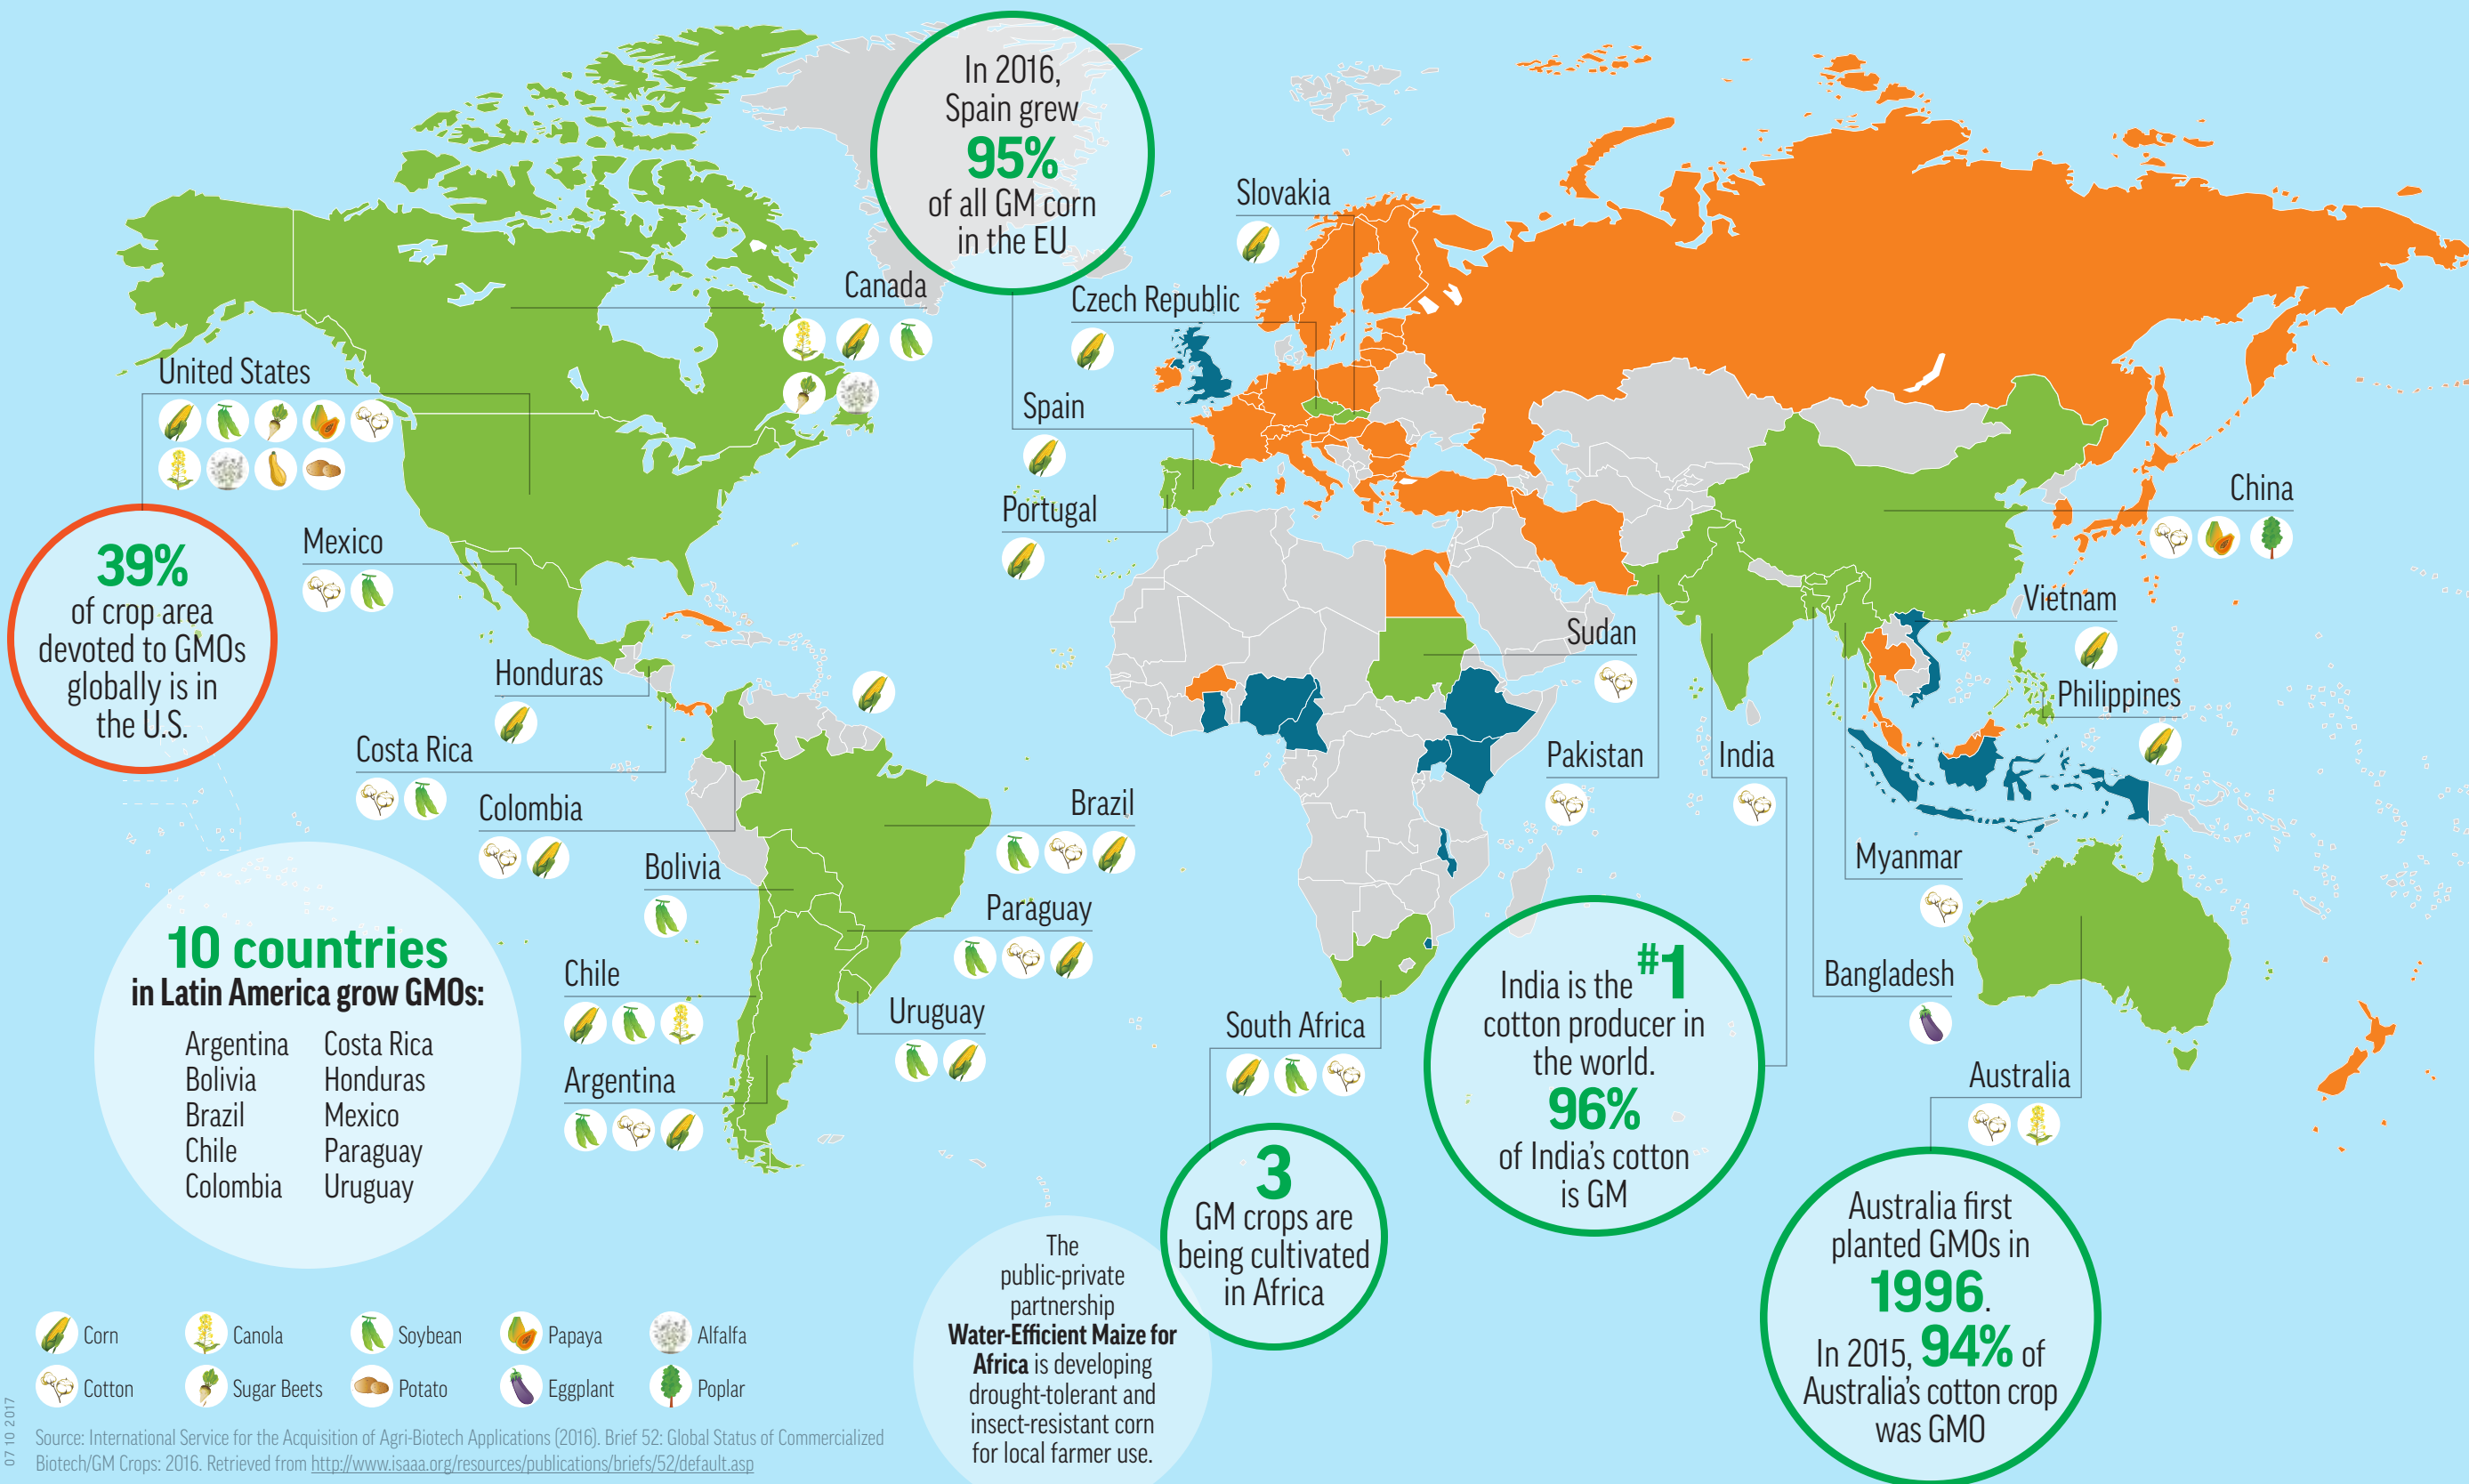 In 2016,
Spain grew
95%
of all GM corn
in the EU
Slovakia
Canada
Czech Republic
United States
Spain
China
Portugal
Mexico
39%
of crop area
devoted to GMOs
globally is in
the U.S.
Vietnam
Sudan
Honduras
Philippines
Costa Rica
Pakistan
India
Colombia
Brazil
Myanmar
Bolivia
Paraguay
10 countries
in Latin America grow GMOs:
Argentina Costa Rica
Bolivia Honduras
Brazil Mexico
Chile Paraguay
Colombia Uruguay
Chile
Uruguay
Argentina
South Africa
India is the #1
cotton producer in
the world.
96%
of India's cotton
is GM
Bangladesh
Australia
3
GM crops are
being cultivated
in Africa
Australia first
planted GMOs in
1996.
In 2015, 94% of
Australia's cotton crop
was GMO
The
public-private
partnership
Water-Efficient Maize for
Africa is developing
drought-tolerant and
insect-resistant corn
for local farmer use.
Corn Canola Soybean Papaya Alfalfa
Cotton Sugar Beets Potato Eggplant Poplar
07 10 2017
Source: International Service for the Acquisition of Agri-Biotech Applications (2016). Brief 52: Global Status of Commercialized
Biotech/GM Crops: 2016. Retrieved from http://www.isaaa.org/resources/publications/briefs/52/default.asp